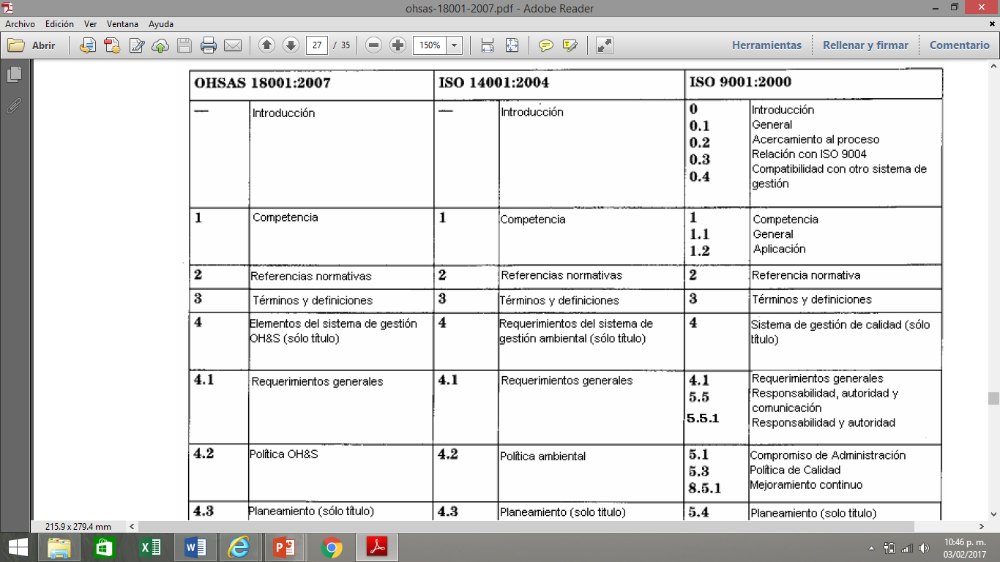 ohsas-18001-2007.pdf - Adobe Reader
Archivo Edición Ver Ventana Ayuda
Abrir 27 / 35 150% Herramientas Rellenar y firmar Comentario
OHSAS 18001:2007 ISO 14001:2004 ISO 9001:2000
— Introducción — Introducción 0 Introducción
0.1 General
0.2 Acercamiento al proceso
0.3 Relación con ISO 9004
0.4 Compatibilidad con otro sistema de
gestión
1 Competencia 1 Competencia 1 Competencia
1.1 General
1.2 Aplicación
2 Referencias normativas 2 Referencias normativas 2 Referencia normativa
3 Términos y definiciones 3 Términos y definiciones 3 Términos y definiciones
4 Elementos del sistema de gestión 4 Requerimientos del sistema de 4 Sistema de gestión de calidad (sólo
OH&S (sólo título) gestión ambiental (sólo título) título)
4.1 Requerimientos generales 4.1 Requerimientos generales 4.1 Requerimientos generales
5.5 Responsabilidad, autoridad y
comunicación
5.5.1 Responsabilidad y autoridad
4.2 Política OH&S 4.2 Política ambiental 5.1 Compromiso de Administración
5.3 Política de Calidad
8.5.1 Mejoramiento continuo
4.3 Planeamiento (sólo título) 4.3 Planeamiento (solo titulo) 5.4 Planeamiento (solo titulo)
215.9 x 279.4 mm
10:46 p. m.
03/02/2017